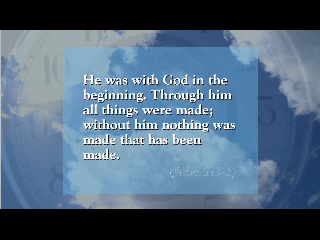 He was with God in the
beginning. Through him
all things were made;
without him nothing was
made that has been
made.